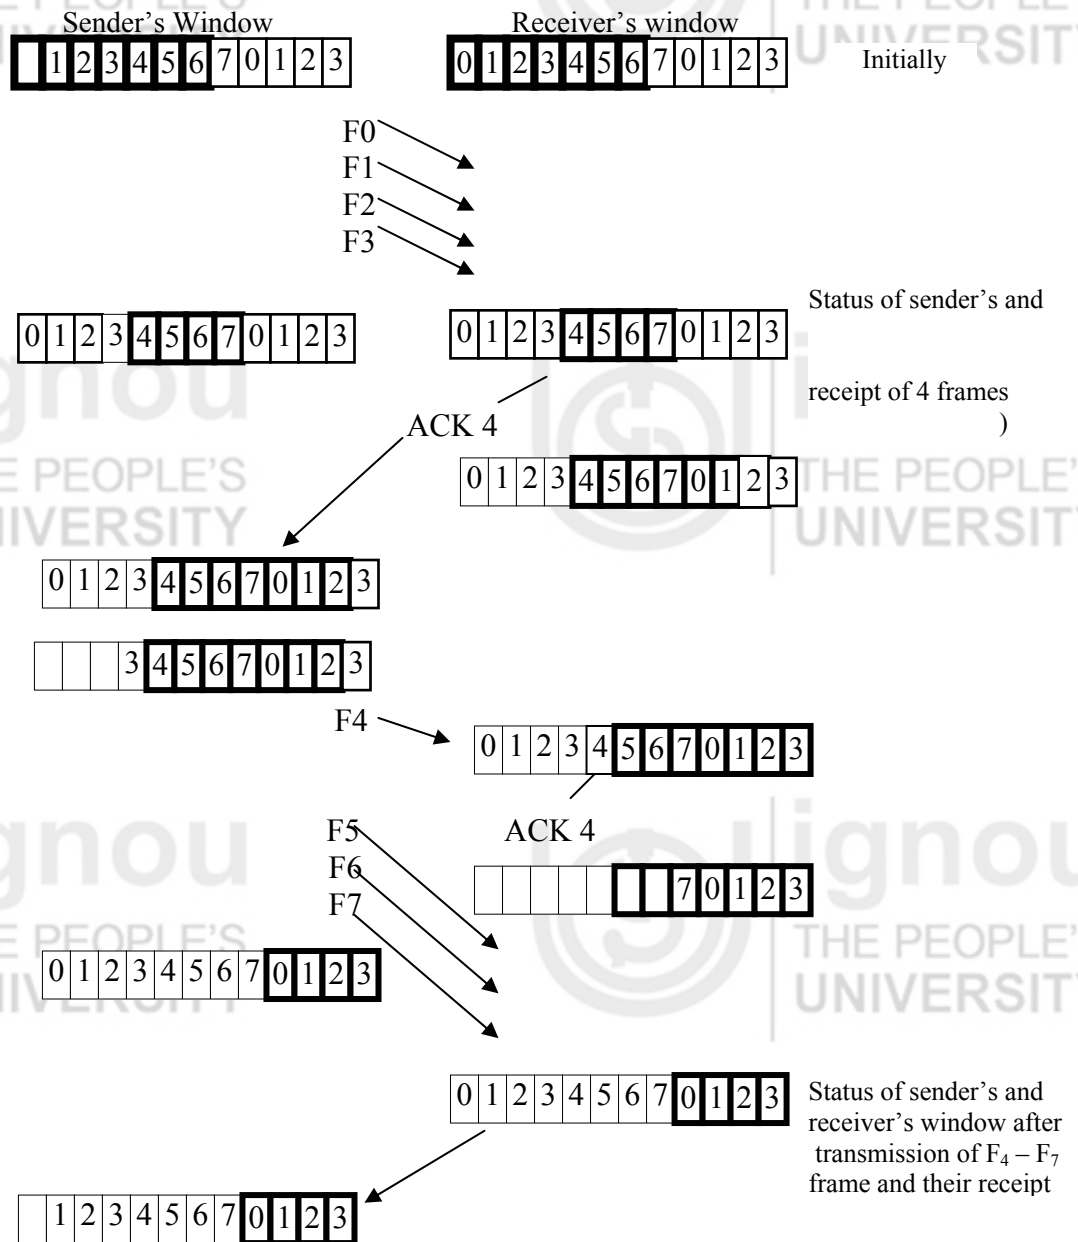 Sender's Window Receiver's window
1 2 3 4 5 6 7 0 1 2 3 0 1 2 3 4 5 6 7 0 1 2 3 Initially
F0
F1
F2
F3
Status of sender's and
0 1 2 3 4 5 6 7 0 1 2 3 0 1 2 3 4 5 6 7 0 1 2 3
receipt of 4 frames
ACK 4 )
0 1 2 3 4 5 6 7 0 1 2 3
0 1 2 3 4 5 6 7 0 1 2 3
3 4 5 6 7 0 1 2 3
F4
0 1 2 3 4 5 6 7 0 1 2 3
F5 ACK 4
F6
F7 7 0 1 2 3
0 1 2 3 4 5 6 7 0 1 2 3
0 1 2 3 4 5 6 7 0 1 2 3
Status of sender's and
receiver's window after
transmission of F4 – F7
frame and their receipt
1 2 3 4 5 6 7 0 1 2 3
ignou
THE PEOPLE'S
UNIVERSITY